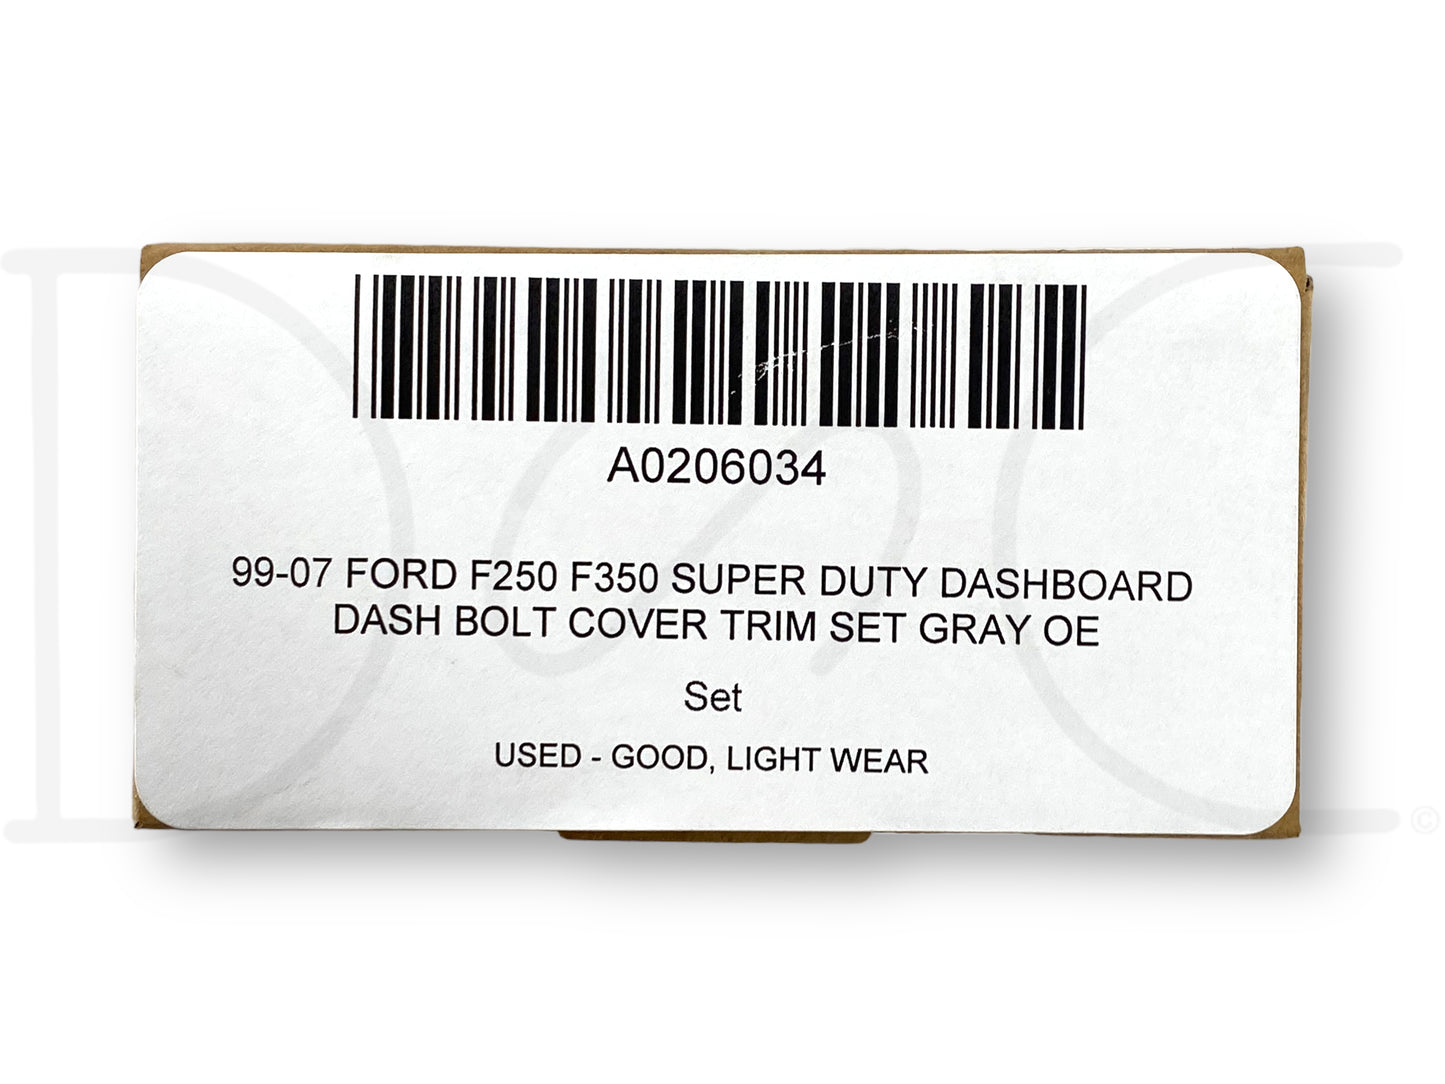 A0206034
99-07 FORD F250 F350 SUPER DUTY DASHBOARD
DASH BOLT COVER TRIM SET GRAY OE
Set
USED - GOOD, LIGHT WEAR
©